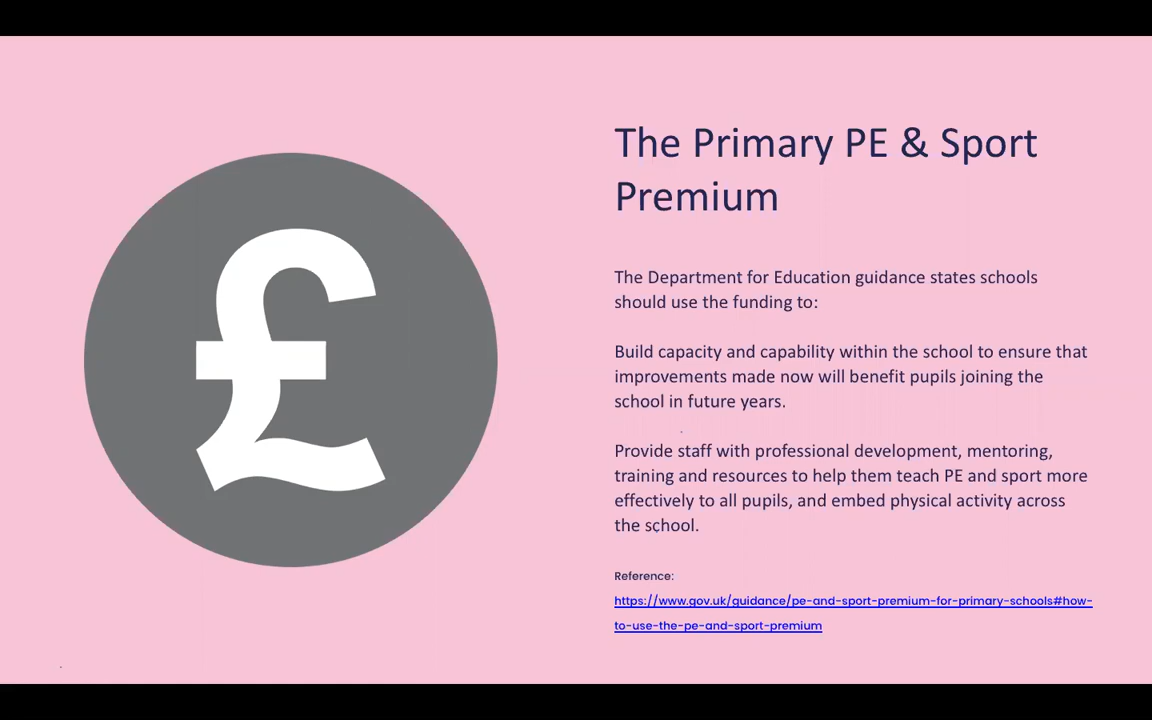 £
The Primary PE & Sport
Premium
The Department for Education guidance states schools
should use the funding to:
Build capacity and capability within the school to ensure that
improvements made now will benefit pupils joining the
school in future years.
Provide staff with professional development, mentoring,
training and resources to help them teach PE and sport more
effectively to all pupils, and embed physical activity across
the school.
Reference:
https://www.gov.uk/guidance/pe-and-sport-premium-for-primary-schools#how-
to-use-the-pe-and-sport-premium